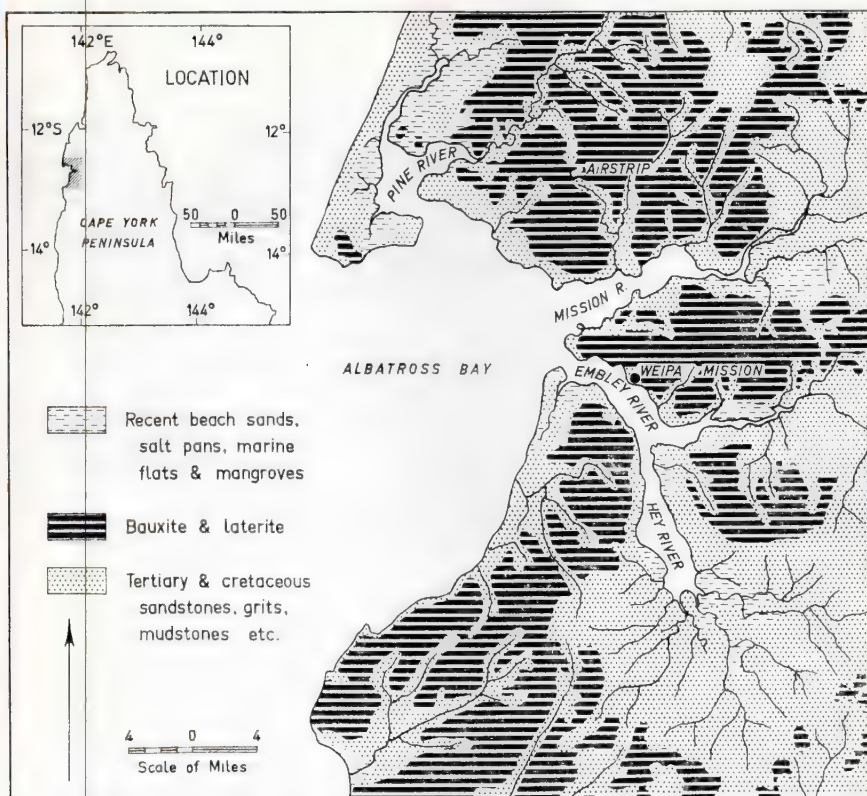 142°E 144°
LOCATION
12°S 12°
PINE RIVER
AIRSTRIP
CAPE YORK
PENINSULA
50 0 50
Miles
14° 14°
142° 144°
MISSION R.
ALBATROSS BAY
WEIPA MISSION
EMBLEY RIVER
HEY RIVER
Recent beach sands,
salt pans, marine
flats & mangroves
Bauxite & laterite
Tertiary & cretaceous
sandstones, grits,
mudstones etc.
4 0 4
Scale of Miles